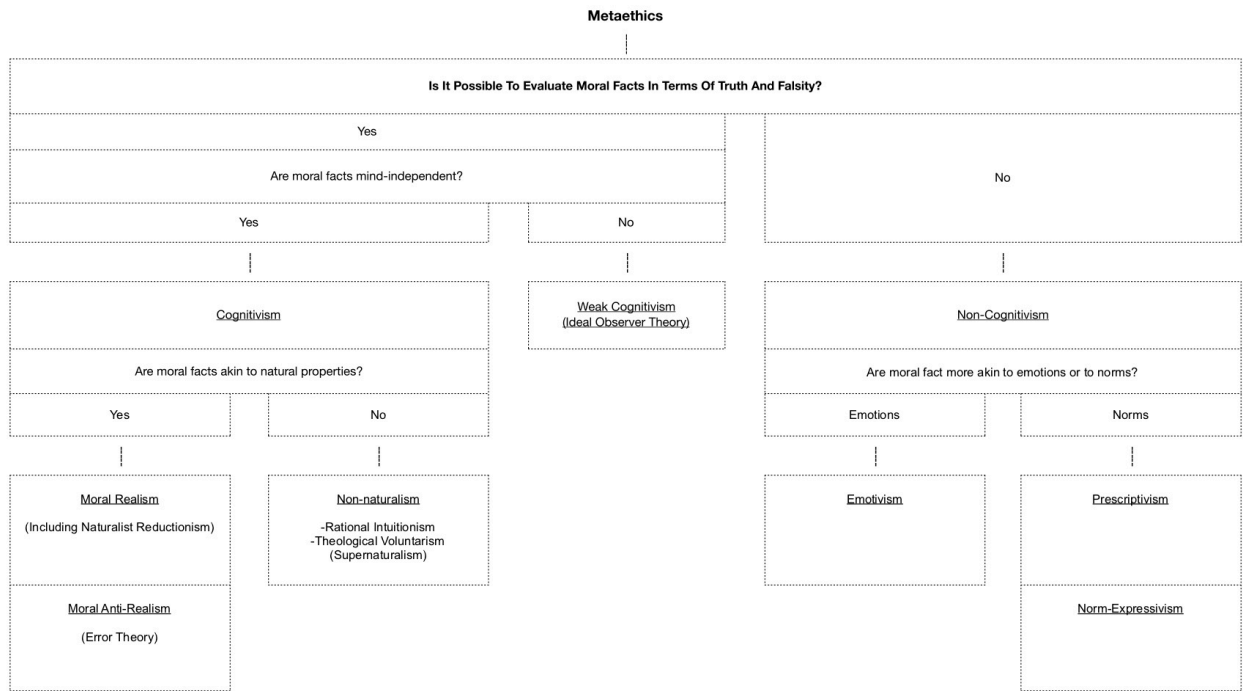 Metaethics
Is It Possible To Evaluate Moral Facts In Terms Of Truth And Falsity?
Yes
No
Are moral facts mind-independent?
Yes
No
Cognitivism
Weak Cognitivism
(Ideal Observer Theory)
Non-Cognitivism
Are moral facts akin to natural properties?
Are moral fact more akin to emotions or to norms?
Yes
No
Emotions
Norms
Moral Realism
(Including Naturalist Reductionism)
Non-naturalism
-Rational Intuitionism
-Theological Voluntarism
(Supernaturalism)
Emotivism
Prescriptivism
Moral Anti-Realism
(Error Theory)
Norm-Expressivism